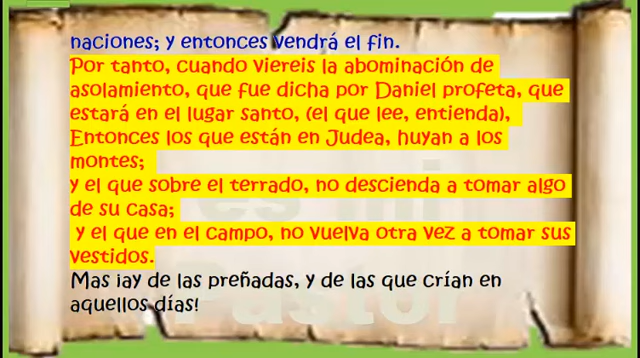 naciones; y entonces vendrá el fin.
Por tanto, cuando viereis la abominación de
asolamiento, que fue dicha por Daniel profeta, que
estará en el lugar santo, (el que lee, entienda),
Entonces los que están en Judea, huyan a los
montes;
y el que sobre el terrado, no descienda a tomar algo
de su casa;
y el que en el campo, no vuelva otra vez a tomar sus
vestidos.
Mas ¡ay de las preñadas, y de las que crían en
aquellos días!
es mi
Pastor